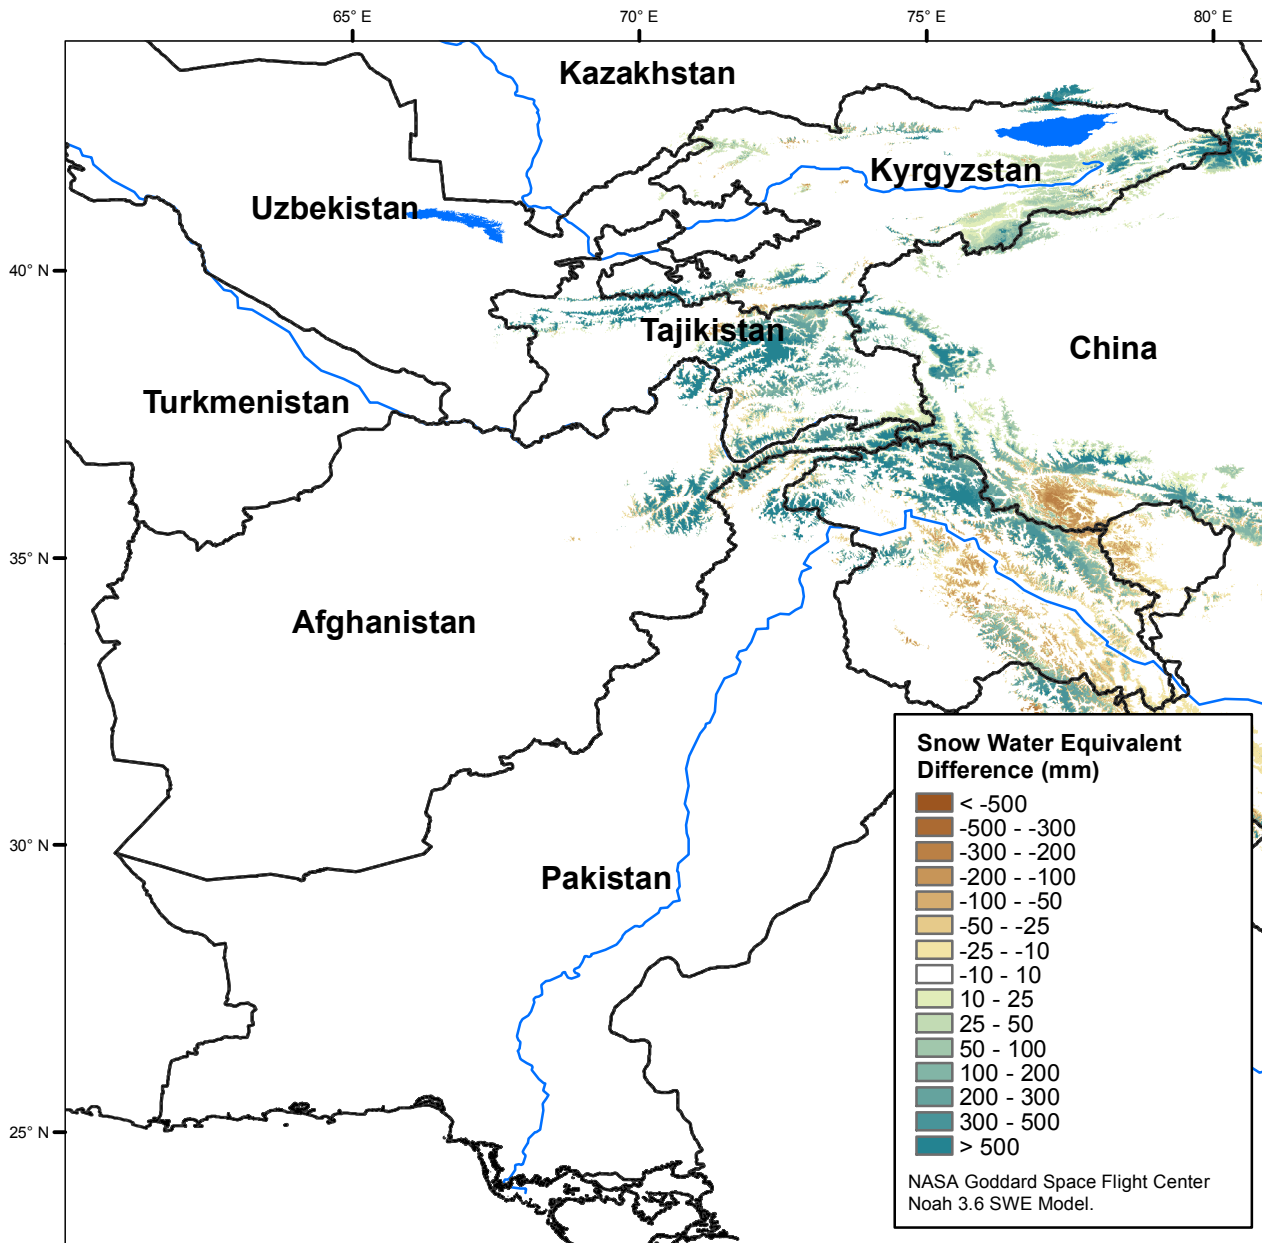 65° E
70° E
75° E
80° E
Kazakhstan
Kyrgyzstan
Uzbekistan
40° N
Tajikistan
China
Turkmenistan
35° N
Afghanistan
30° N
Pakistan
25° N
Snow Water Equivalent
Difference (mm)
< -500
-500 - -300
-300 - -200
-200 - -100
-100 - -50
-50 - -25
-25 - -10
-10 - 10
10 - 25
25 - 50
50 - 100
100 - 200
200 - 300
300 - 500
> 500
NASA Goddard Space Flight Center
Noah 3.6 SWE Model.